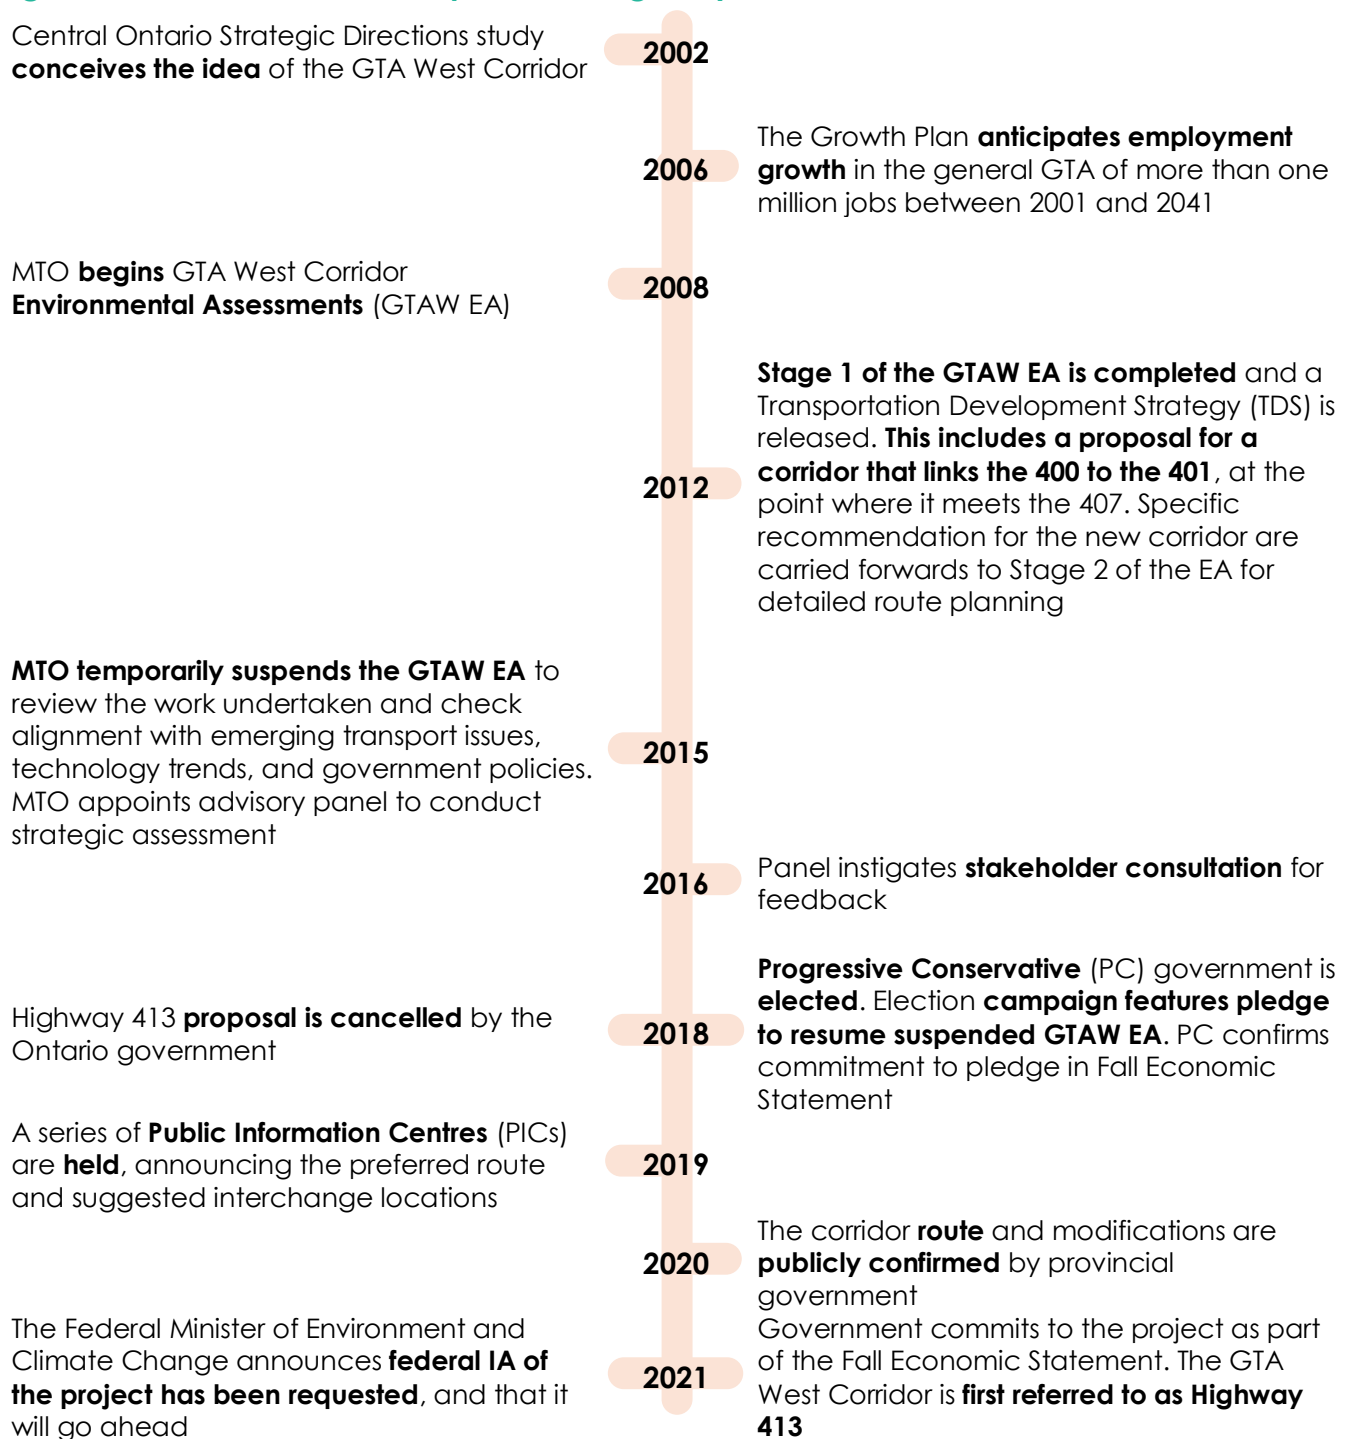 Central Ontario Strategic Directions study
conceives the idea of the GTA West Corridor
2002
The Growth Plan anticipates employment
growth in the general GTA of more than one
million jobs between 2001 and 2041
2006
MTO begins GTA West Corridor
Environmental Assessments (GTAW EA)
2008
Stage 1 of the GTAW EA is completed and a
Transportation Development Strategy (TDS) is
released. This includes a proposal for a
corridor that links the 400 to the 401, at the
point where it meets the 407. Specific
recommendation for the new corridor are
carried forwards to Stage 2 of the EA for
detailed route planning
2012
MTO temporarily suspends the GTAW EA to
review the work undertaken and check
alignment with emerging transport issues,
technology trends, and government policies.
MTO appoints advisory panel to conduct
strategic assessment
2015
2016
Panel instigates stakeholder consultation for
feedback
Highway 413 proposal is cancelled by the
Ontario government
2018
Progressive Conservative (PC) government is
elected. Election campaign features pledge
to resume suspended GTAW EA. PC confirms
commitment to pledge in Fall Economic
Statement
A series of Public Information Centres (PICs)
are held, announcing the preferred route
and suggested interchange locations
2019
2020
The corridor route and modifications are
publicly confirmed by provincial
government
The Federal Minister of Environment and
Climate Change announces federal IA of
the project has been requested, and that it
will go ahead
2021
Government commits to the project as part
of the Fall Economic Statement. The GTA
West Corridor is first referred to as Highway
413